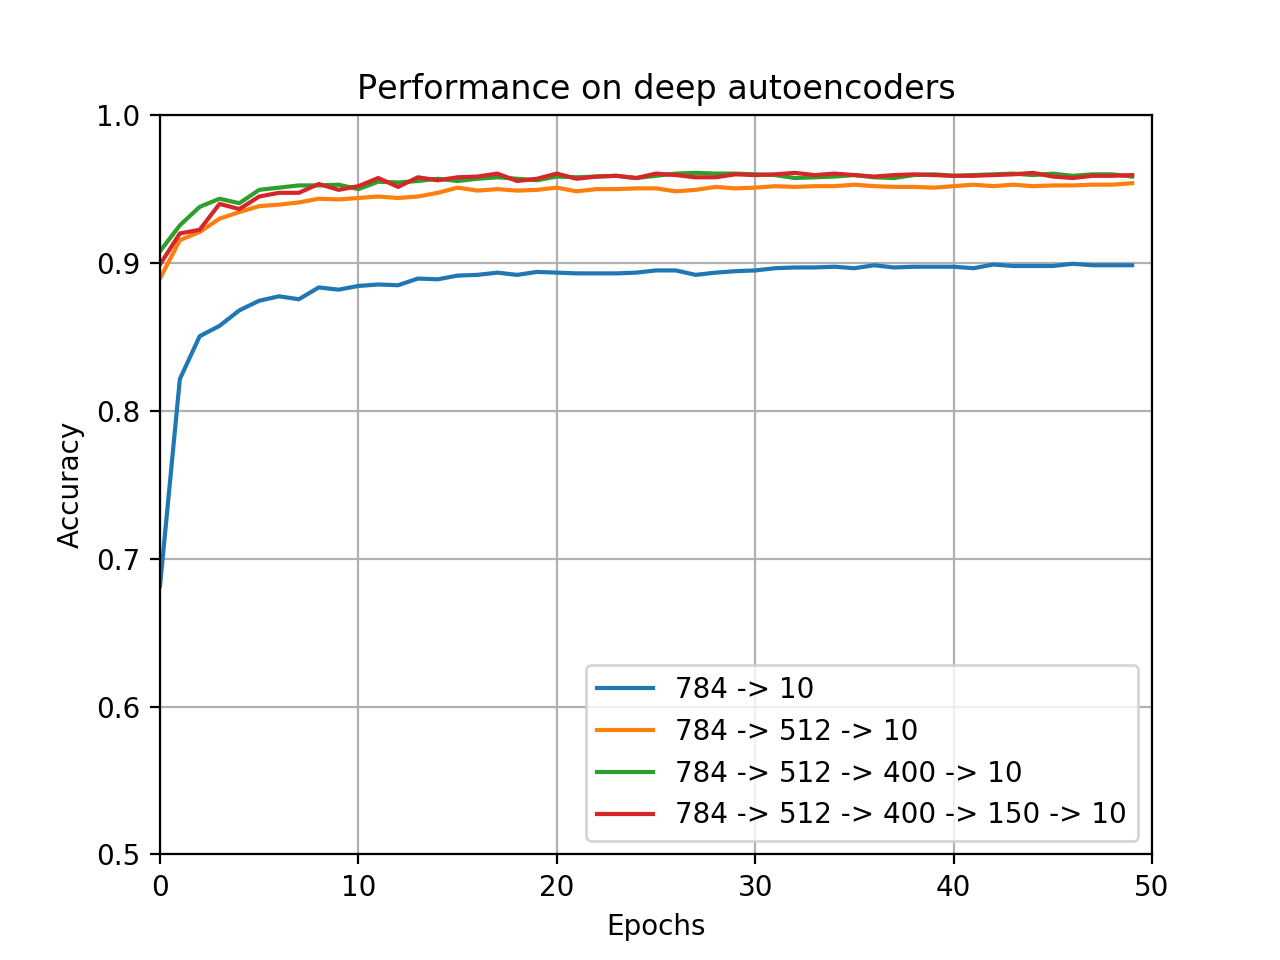 Performance on deep autoencoders
1.0
0.9
0.8
0.7
0.6
0.5
Accuracy
784 -> 10
784 -> 512 -> 10
784 -> 512 -> 400 -> 10
784 -> 512 -> 400 -> 150 -> 10
0 10 20 30 40 50
Epochs